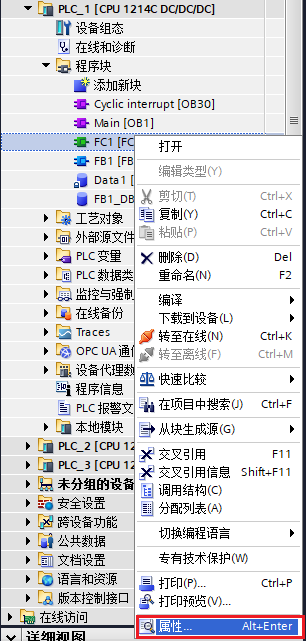 PLC_1 [CPU 1214C DC/DC/DC]
设备组态
在线和诊断
程序块
添加新块
Cyclic interrupt [OB30]
Main [OB1]
FC1 [FC
FB1 [FB
Data1 [
FB1_DB
工艺对象
外部源文件
PLC 变量
PLC 数据类
监控与强制
在线备份
Traces
OPC UA 通信
设备代理数
程序信息
PLC 报警文
本地模块
PLC_2 [CPU 12
PLC_3 [CPU 12
未分组的设备
安全设置
跨设备功能
公共数据
文档设置
语言和资源
版本控制接口
在线访问
详细视图
打开
编辑类型(Y)
剪切(T) Ctrl+X
复制(Y) Ctrl+C
粘贴(P) Ctrl+V
删除(D) Del
重命名(N) F2
编译
下载到设备(L)
转至在线(N) Ctrl+K
转至离线(F) Ctrl+M
快速比较
在项目中搜索(J) Ctrl+F
从块生成源(G)
交叉引用 F11
交叉引用信息 Shift+F11
调用结构(C)
分配列表(A)
切换编程语言
专有技术保护(W)
打印(P)... Ctrl+P
打印预览(V)...
属性... Alt+Enter